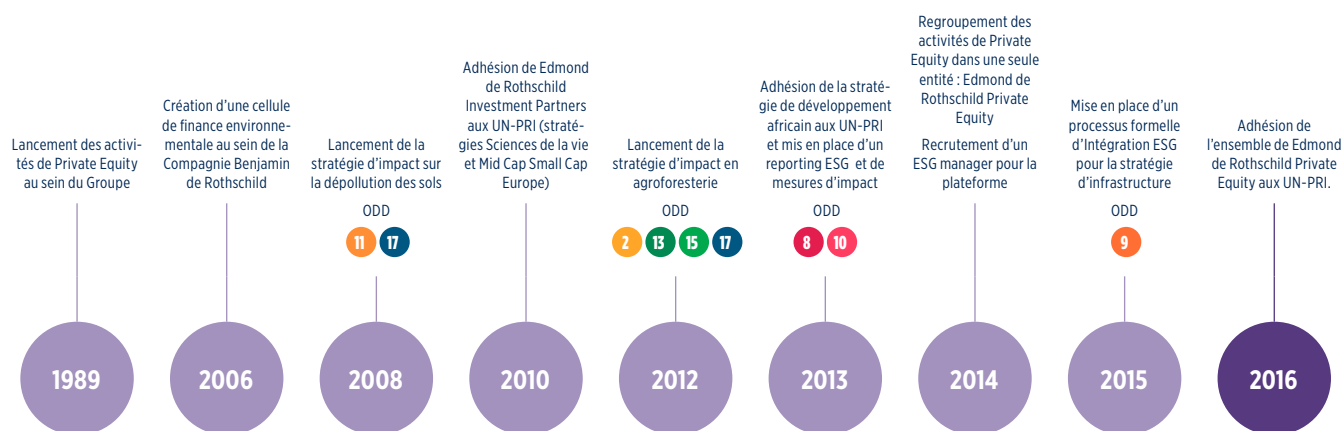 Lancement des activi-
tés de Private Equity
au sein du Groupe
1989
Création d'une cellule
de finance environne-
mentale au sein de la
Compagnie Benjamin
de Rothschild
2006
Lancement de la
stratégie d'impact sur
la dépollution des sols
ODD
11 17
2008
Adhésion de Edmond
de Rothschild
Investment Partners
aux UN-PRI (straté-
gies Sciences de la vie
et Mid Cap Small Cap
Europe)
2010
Lancement de la
stratégie d'impact en
agroforesterie
ODD
2 13 15 17
2012
Adhésion de la straté-
gie de développement
africain aux UN-PRI
et mis en place d'un
reporting ESG et de
mesures d'impact
ODD
8 10
2013
Regroupement des
activités de Private
Equity dans une seule
entité : Edmond de
Rothschild Private
Equity
Recrutement d'un
ESG manager pour la
plateforme
2014
Mise en place d'un
processus formelle
d'Intégration ESG
pour la stratégie
d'infrastructure
ODD
9
2015
Adhésion de
l'ensemble de Edmond
de Rothschild Private
Equity aux UN-PRI.
2016